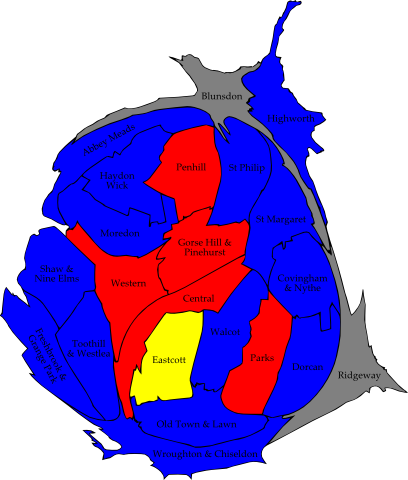 Blunsdon
Highworth
Abbey Meads
Penhill
St Philip
Haydon
Wick
St Margaret
Moredon
Gorse Hill &
Pinehurst
Shaw &
Nine Elms
Western
Covingham
& Nythe
Central
Freshbrook &
Grange Park
Toothill
& Westlea
Walcot
Eastcott
Parks
Dorcan
Ridgeway
Old Town & Lawn
Wroughton & Chiseldon